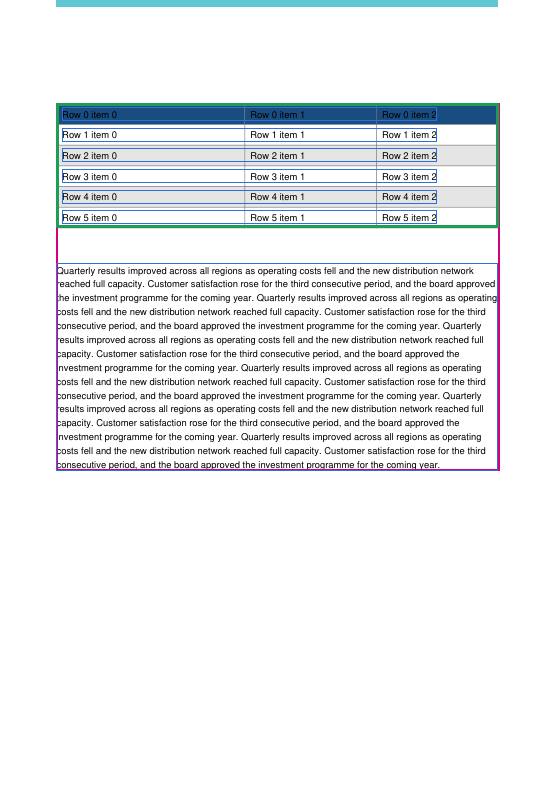 Row 0 item 0 Row 0 item 1 Row 0 item 2
Row 1 item 0 Row 1 item 1 Row 1 item 2
Row 2 item 0 Row 2 item 1 Row 2 item 2
Row 3 item 0 Row 3 item 1 Row 3 item 2
Row 4 item 0 Row 4 item 1 Row 4 item 2
Row 5 item 0 Row 5 item 1 Row 5 item 2
Quarterly results improved across all regions as operating costs fell and the new distribution network
reached full capacity. Customer satisfaction rose for the third consecutive period, and the board approved
the investment programme for the coming year. Quarterly results improved across all regions as operating
costs fell and the new distribution network reached full capacity. Customer satisfaction rose for the third
consecutive period, and the board approved the investment programme for the coming year. Quarterly
results improved across all regions as operating costs fell and the new distribution network reached full
capacity. Customer satisfaction rose for the third consecutive period, and the board approved the
investment programme for the coming year. Quarterly results improved across all regions as operating
costs fell and the new distribution network reached full capacity. Customer satisfaction rose for the third
consecutive period, and the board approved the investment programme for the coming year. Quarterly
results improved across all regions as operating costs fell and the new distribution network reached full
capacity. Customer satisfaction rose for the third consecutive period, and the board approved the
investment programme for the coming year. Quarterly results improved across all regions as operating
costs fell and the new distribution network reached full capacity. Customer satisfaction rose for the third
consecutive period, and the board approved the investment programme for the coming year.